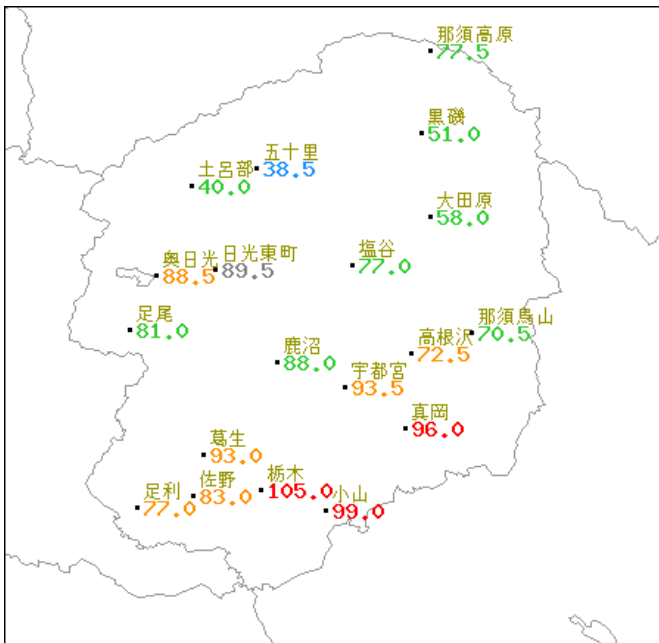 那須高原
77.5
黒磯
51.0
五十里
38.5
土呂部
40.0
大田原
58.0
奥日光
88.5
日光東町
89.5
塩谷
77.0
足尾
81.0
那須烏山
70.5
高根沢
72.5
鹿沼
88.0
宇都宮
93.5
真岡
96.0
葛生
93.0
佐野
83.0
足利
77.0
栃木
105.0
小山
99.0